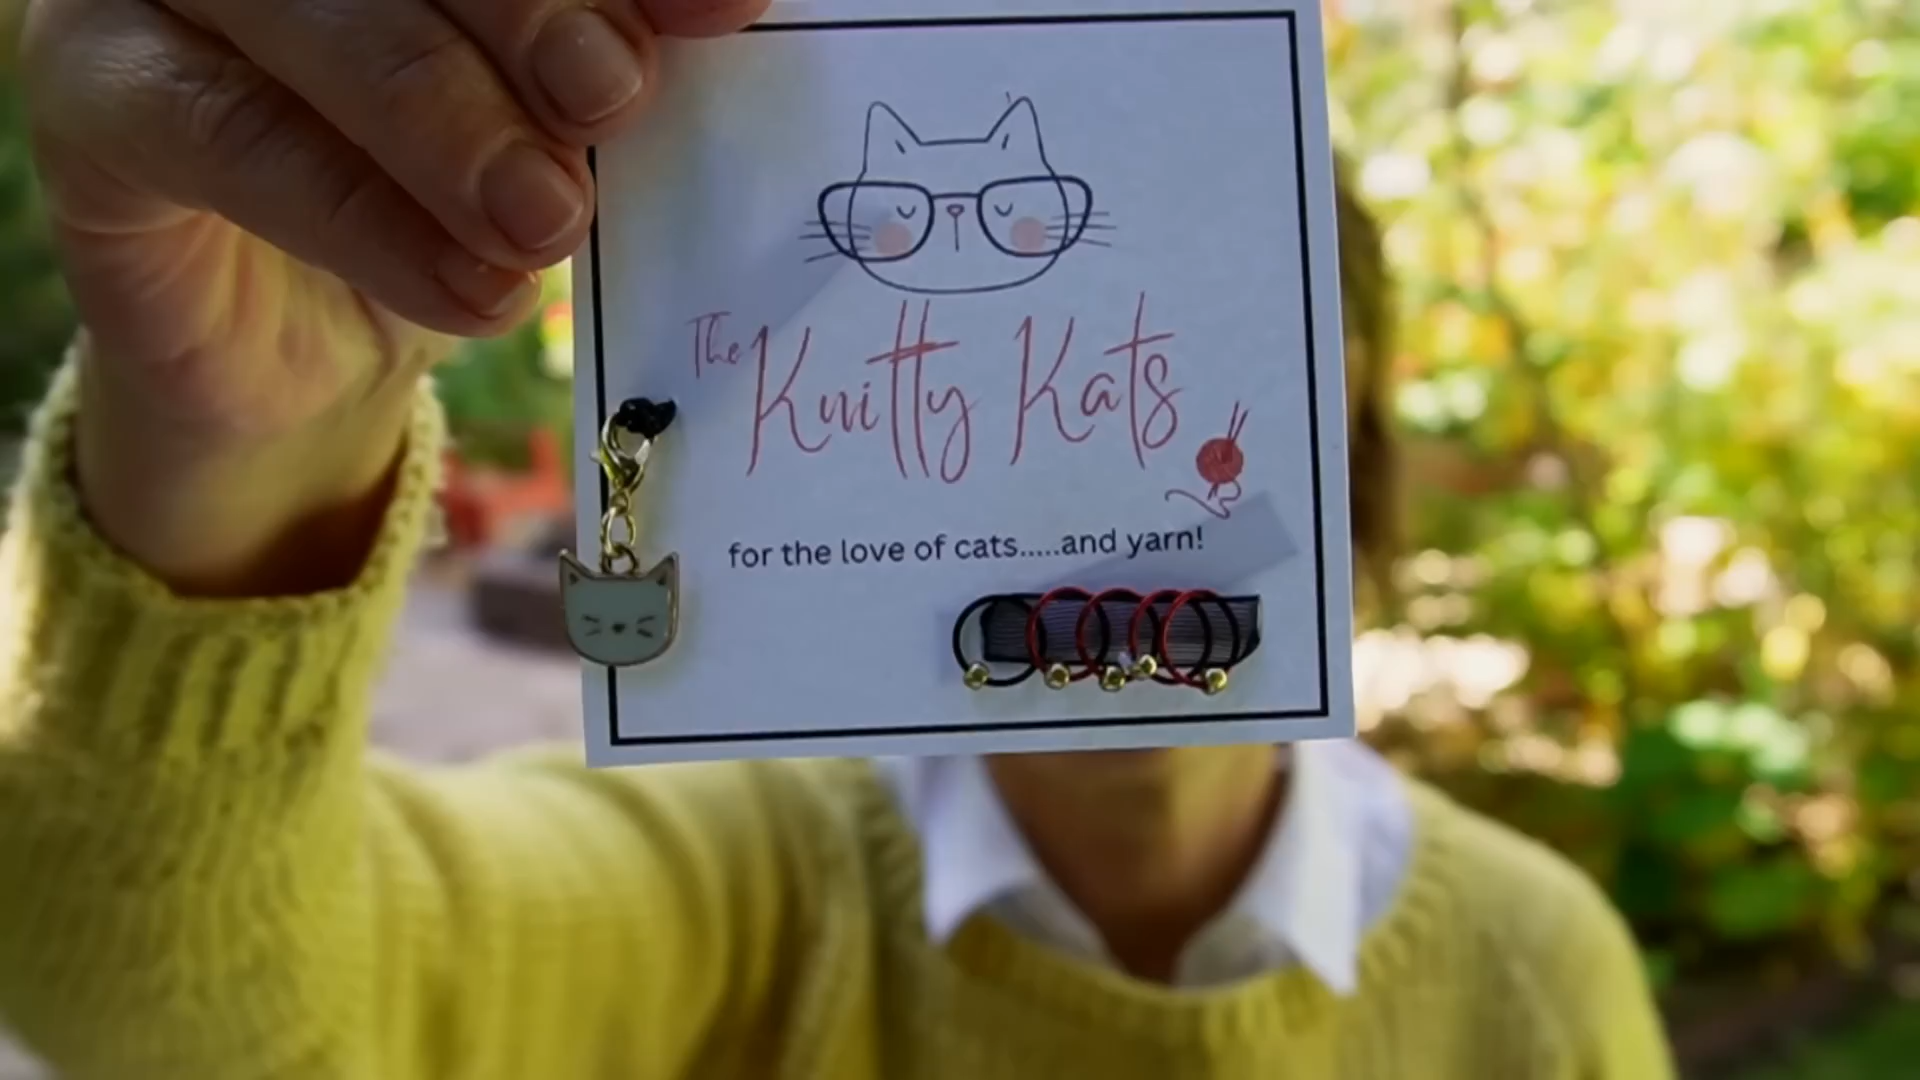 The Knitty Kats
for the love of cats.....and yarn!